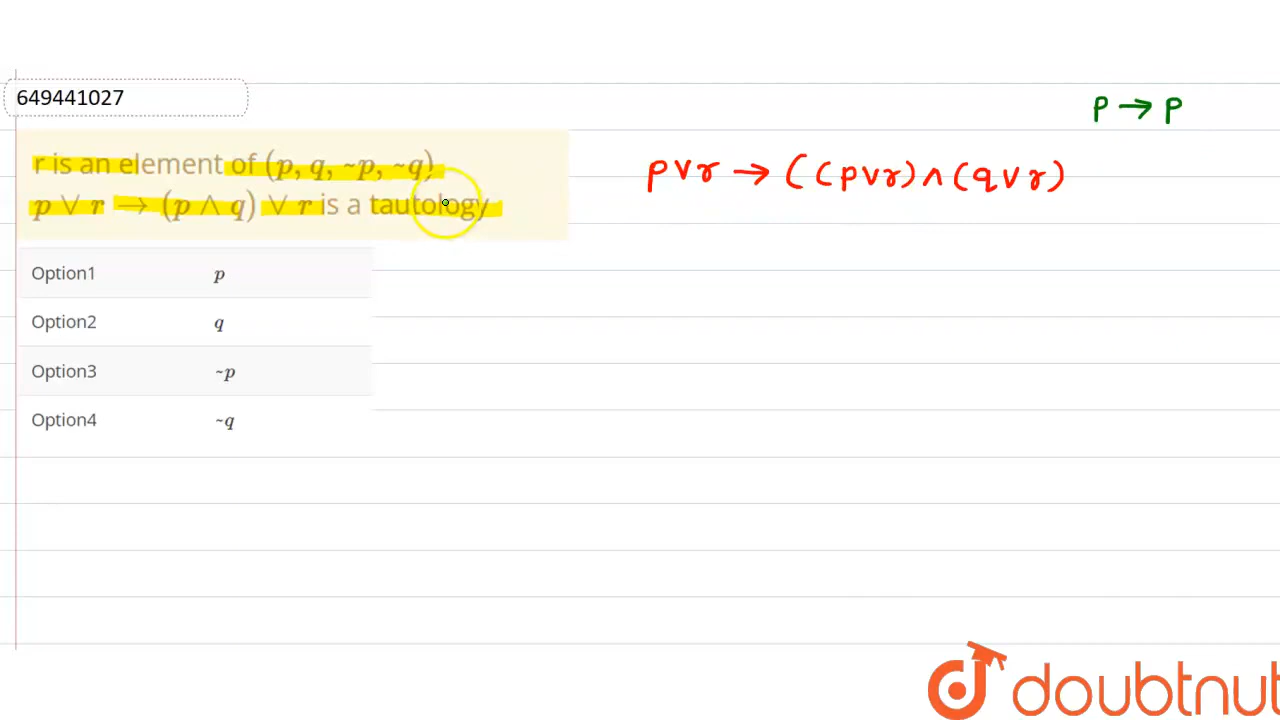 649441027
r is an element of (p, q, ~p, ~q)
p ∨ r → (p ∧ q) ∨ r is a tautology
Option1 p
Option2 q
Option3 ~p
Option4 ~q
p → p
p∨r → ((p∨r)∧(q∨r)
doubtnut